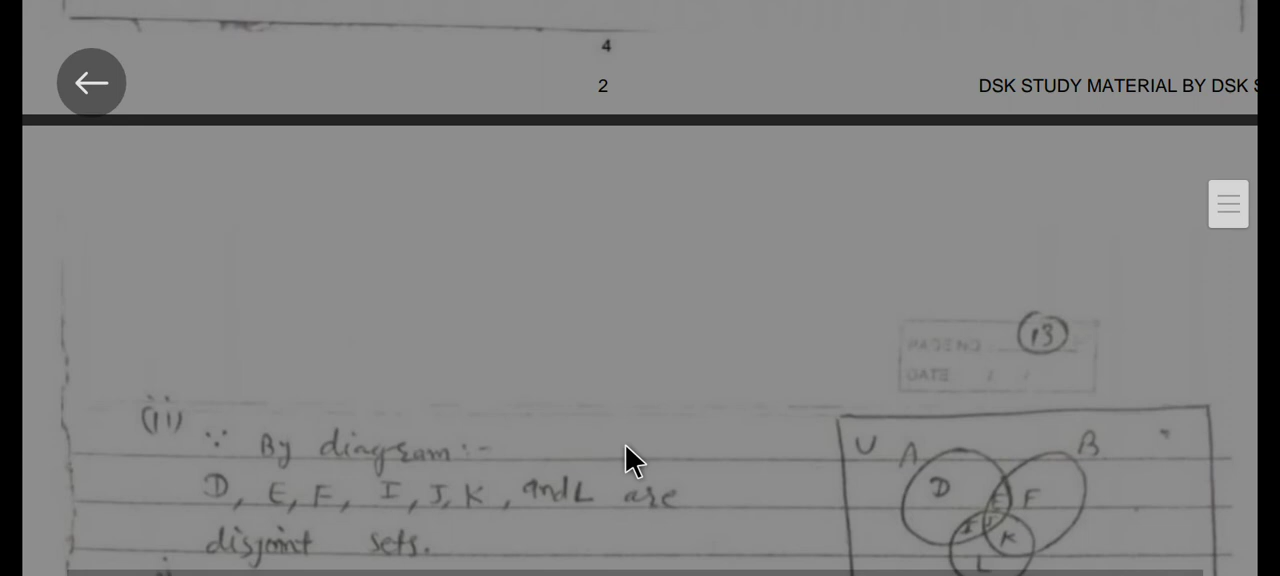 4
2
DSK STUDY MATERIAL BY DSK
PAGE NO 13
DATE / /
(ii) ∵ By diagram :-
D, E, F, I, J, K, and L are
disjoint sets.
U A B
D E F
I J K
L